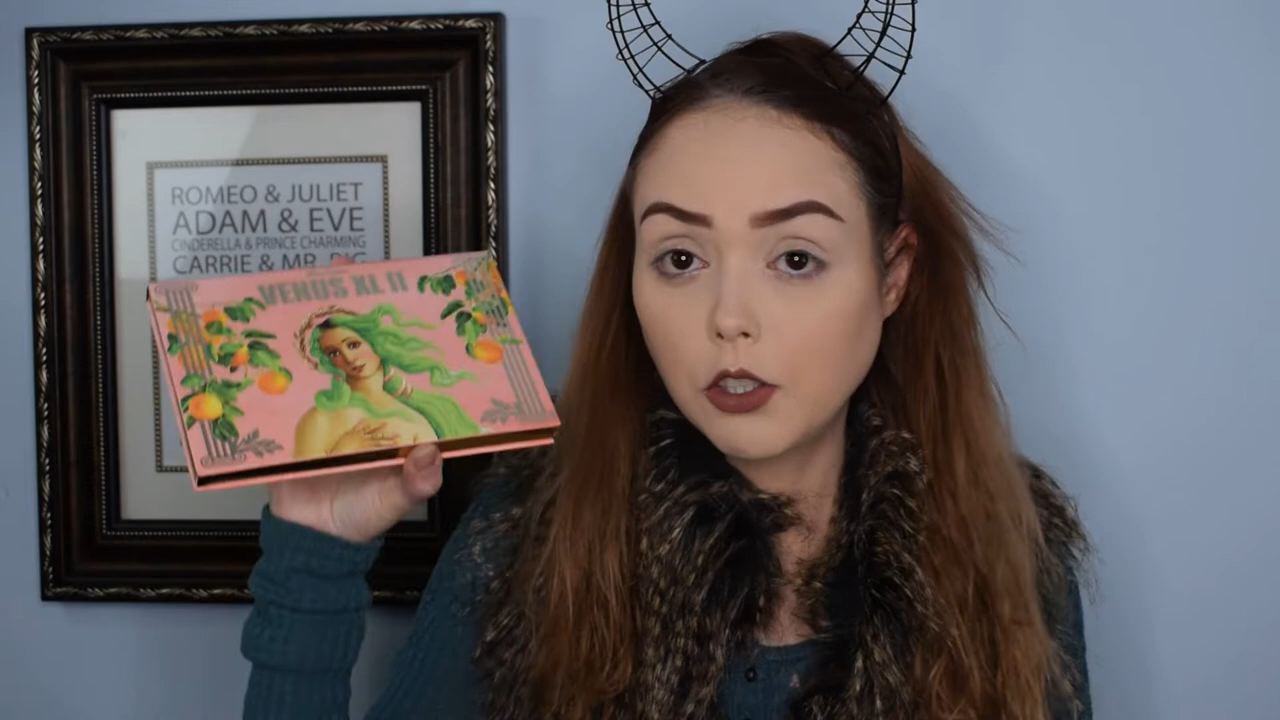 ROMEO & JULIET
ADAM & EVE
CINDERELLA & PRINCE CHARMING
CARRIE & MR. BIG
VENUS XL II